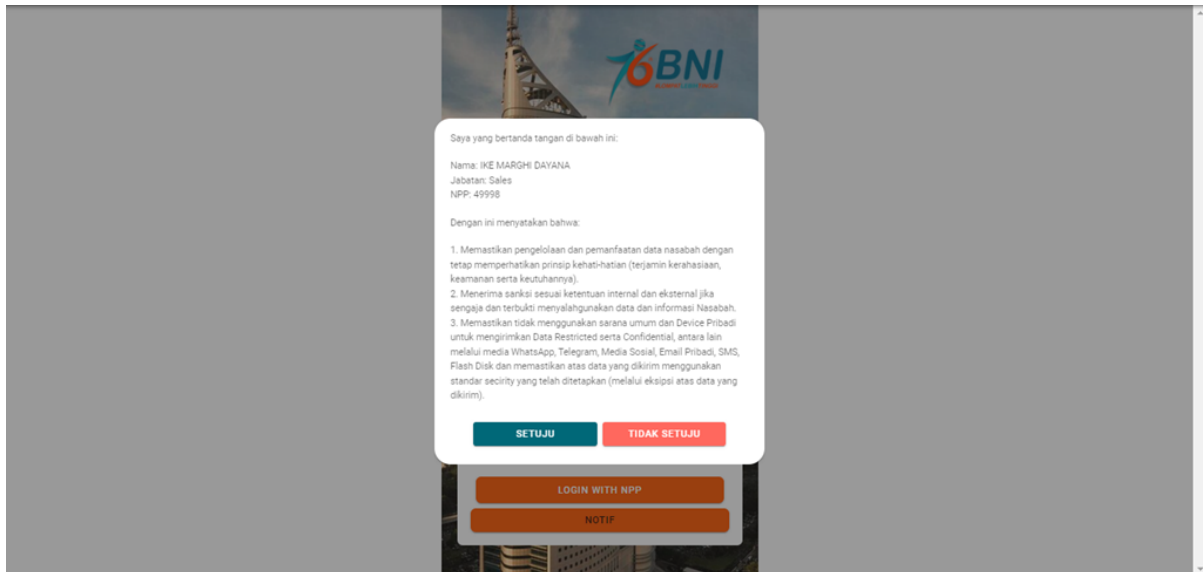 76 BNI
Saya yang bertanda tangan di bawah ini:
Nama: IKE MARGHI DAYANA
Jabatan: Sales
NPP: 49998
Dengan ini menyatakan bahwa:
1. Memastikan pengelolaan dan pemanfaatan data nasabah dengan
tetap memperhatikan prinsip kehati-hatian (terjamin kerahasiaan,
keamanan serta keutuhannya).
2. Menerima sanksi sesuai ketentuan internal dan eksternal jika
sengaja dan terbukti menyalahgunakan data dan informasi Nasabah.
3. Memastikan tidak menggunakan sarana umum dan Device Pribadi
untuk mengirimkan Data Restricted serta Confidential, antara lain
melalui media WhatsApp, Telegram, Media Sosial, Email Pribadi, SMS,
Flash Disk dan memastikan atas data yang dikirim menggunakan
standar secirity yang telah ditetapkan (melalui eksipsi atas data yang
dikirim).
SETUJU
TIDAK SETUJU
LOGIN WITH NPP
NOTIF